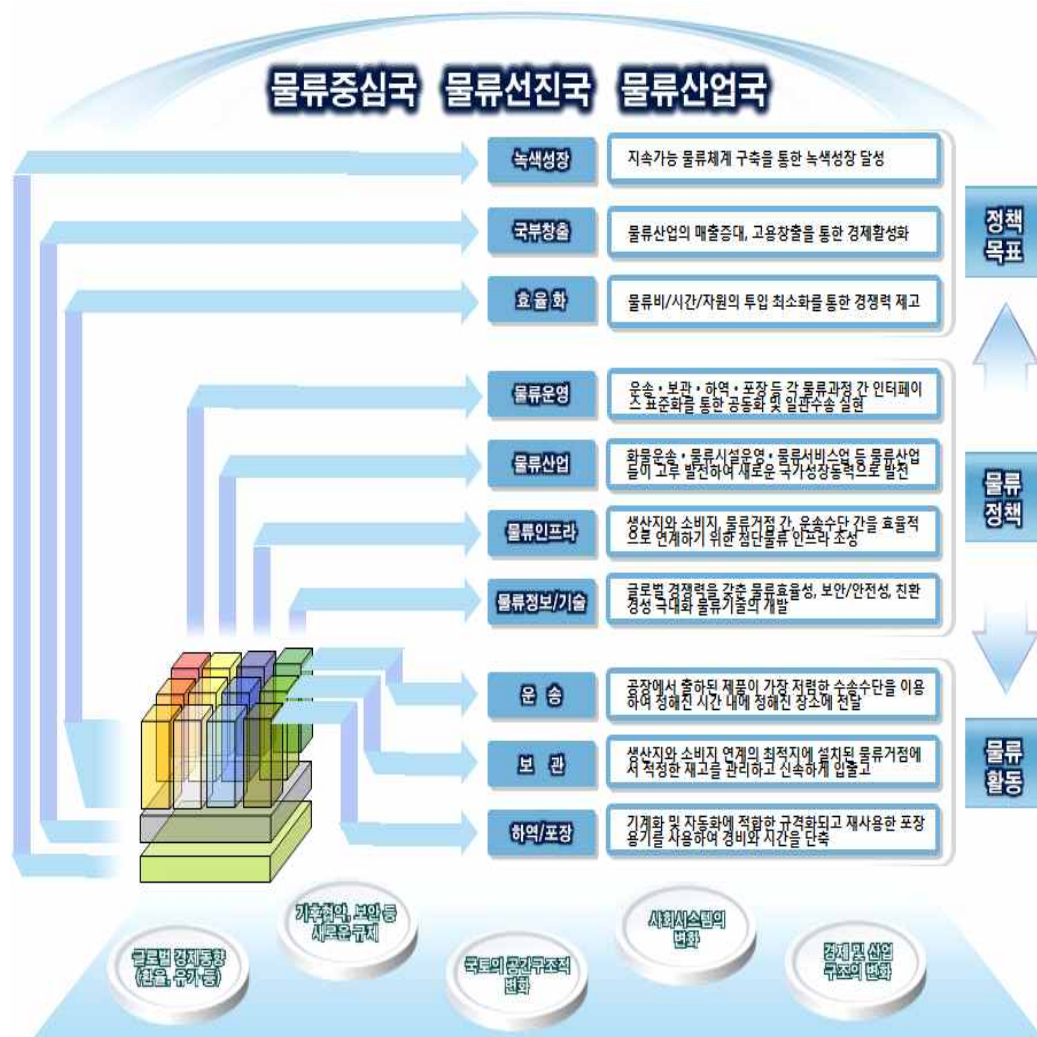 물류중심국 물류선진국 물류산업국
녹색성장
지속가능 물류체계 구축을 통한 녹색성장 달성
국부창출
물류산업의 매출증대, 고용창출을 통한 경제활성화
효율화
물류비/시간/자원의 투입 최소화를 통한 경쟁력 제고
정책
목표
물류운영
운송·보관·하역·포장 등 각 물류과정 간 인터페이
스 표준화를 통한 공동화 및 일관수송 실현
물류산업
화물운송·물류시설운영·물류서비스업 등 물류산업
들이 고루 발전하여 새로운 국가성장동력으로 발전
물류인프라
생산지와 소비지, 물류거점 간, 운송수단 간을 효율적
으로 연계하기 위한 첨단물류 인프라 조성
물류정보/기술
글로벌 경쟁력을 갖춘 물류효율성, 보안/안전성, 친환
경성 극대화 물류기술의 개발
물류
정책
운 송
공장에서 출하된 제품이 가장 저렴한 수송수단을 이용
하여 정해진 시간 내에 정해진 장소에 전달
보 관
생산지와 소비지 연계의 최적지에 설치된 물류거점에
서 적정한 재고를 관리하고 신속하게 입출고
하역/포장
기계화 및 자동화에 적합한 규격화되고 재사용한 포장
용기를 사용하여 경비와 시간을 단축
물류
활동
글로벌 경제동향
(환율, 유가 등)
기후협약, 보안 등
새로운 규제
국토의 공간구조적
변화
사회시스템의
변화
경제 및 산업
구조의 변화